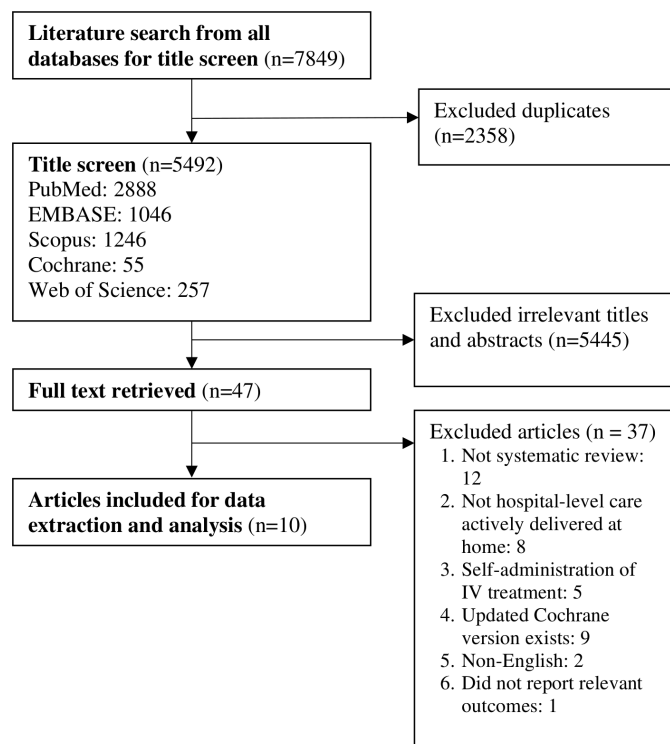 Literature search from all
databases for title screen (n=7849)
Excluded duplicates
(n=2358)
Title screen (n=5492)
PubMed: 2888
EMBASE: 1046
Scopus: 1246
Cochrane: 55
Web of Science: 257
Excluded irrelevant titles
and abstracts (n=5445)
Full text retrieved (n=47)
Excluded articles (n = 37)
1. Not systematic review:
12
2. Not hospital-level care
actively delivered at
home: 8
3. Self-administration of
IV treatment: 5
4. Updated Cochrane
version exists: 9
5. Non-English: 2
6. Did not report relevant
outcomes: 1
Articles included for data
extraction and analysis (n=10)